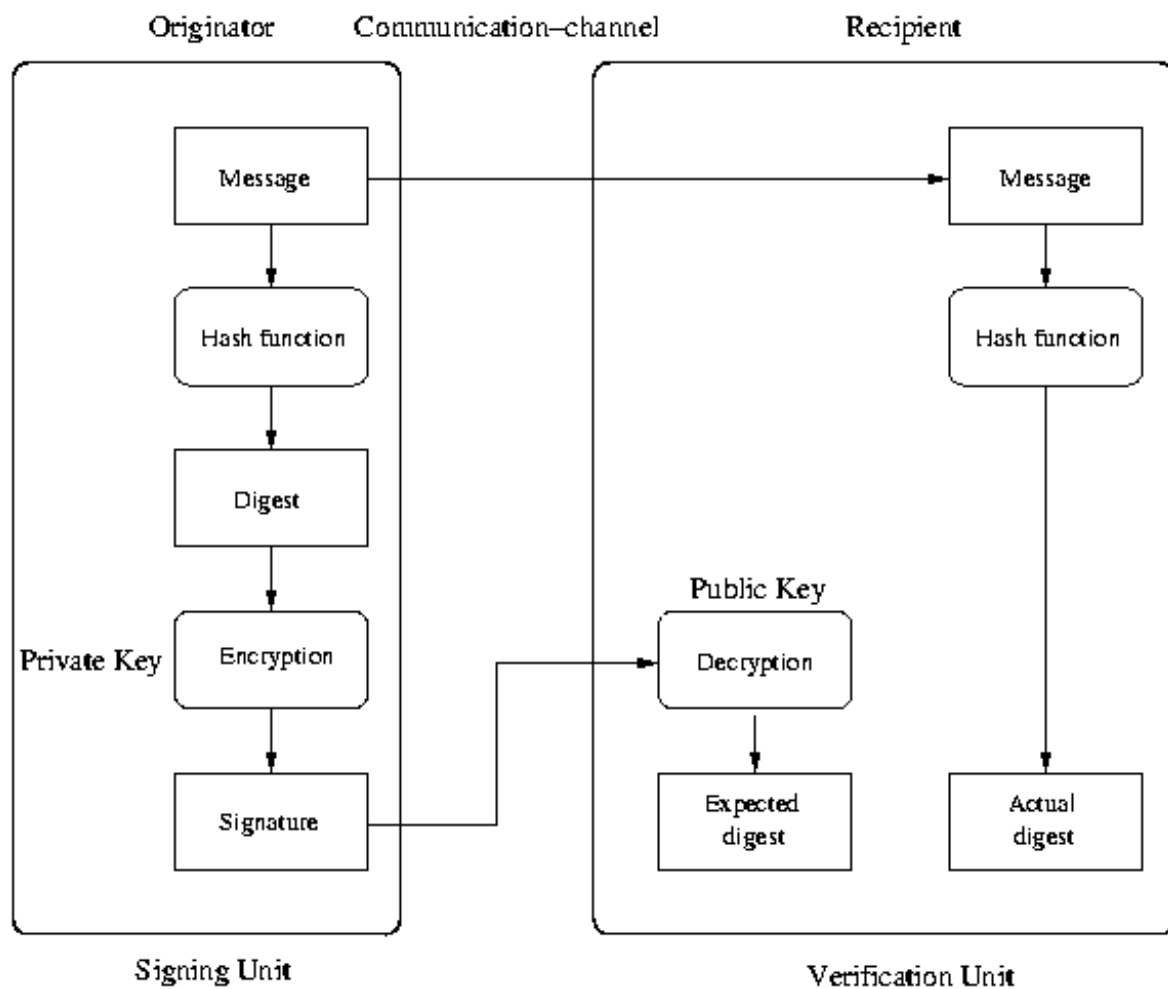 Originator
Communication–channel
Recipient
Message
Message
Hash function
Hash function
Digest
Public Key
Private Key
Encryption
Decryption
Signature
Expected
digest
Actual
digest
Signing Unit
Verification Unit